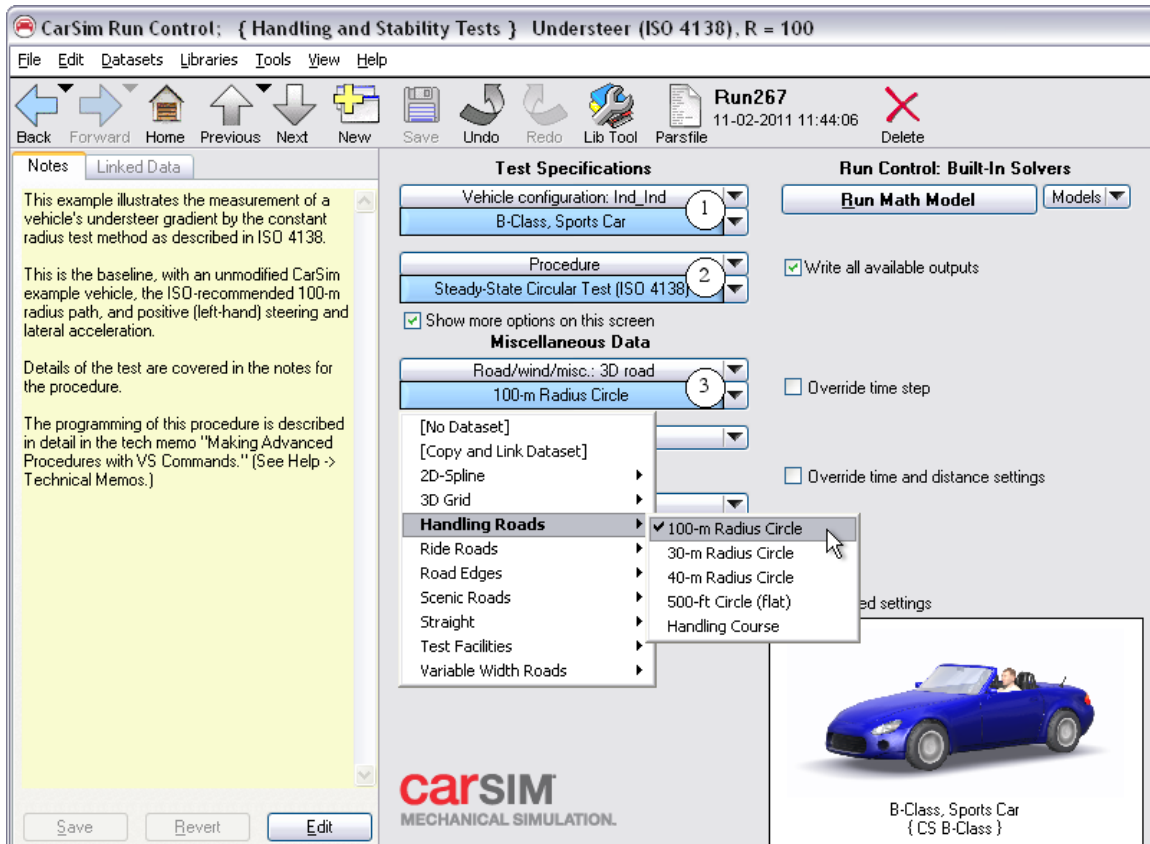 CarSim Run Control; { Handling and Stability Tests } Understeer (ISO 4138), R = 100
File Edit Datasets Libraries Tools View Help
Back Forward Home Previous Next New Save Undo Redo Lib Tool Parsfile
Run267
11-02-2011 11:44:06
Delete
Notes Linked Data
This example illustrates the measurement of a
vehicle's understeer gradient by the constant
radius test method as described in ISO 4138.
This is the baseline, with an unmodified CarSim
example vehicle, the ISO-recommended 100-m
radius path, and positive (left-hand) steering and
lateral acceleration.
Details of the test are covered in the notes for
the procedure.
The programming of this procedure is described
in detail in the tech memo "Making Advanced
Procedures with VS Commands." (See Help ->
Technical Memos.)
Save Revert Edit
Test Specifications
Vehicle configuration: Ind_Ind
1
B-Class, Sports Car
Procedure
2
Steady-State Circular Test (ISO 4138)
Show more options on this screen
Miscellaneous Data
Road/wind/misc.: 3D road
3
100-m Radius Circle
[No Dataset]
[Copy and Link Dataset]
2D-Spline
3D Grid
Handling Roads
Ride Roads
Road Edges
Scenic Roads
Straight
Test Facilities
Variable Width Roads
100-m Radius Circle
30-m Radius Circle
40-m Radius Circle
500-ft Circle (flat)
Handling Course
Run Control: Built-In Solvers
Run Math Model Models
Write all available outputs
Override time step
Override time and distance settings
settings
B-Class, Sports Car
{ CS B-Class }
carSIM
MECHANICAL SIMULATION.